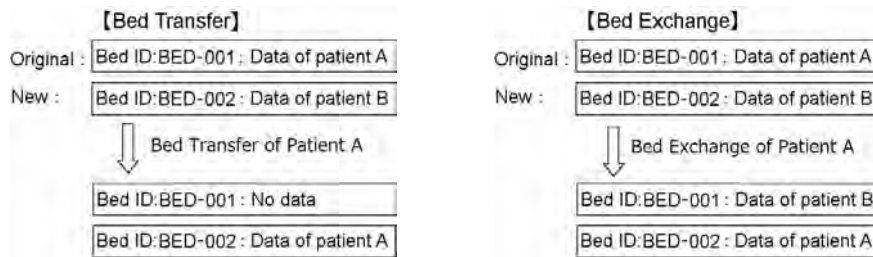 【Bed Transfer】
Original : Bed ID:BED-001 : Data of patient A
New : Bed ID:BED-002 : Data of patient B
Bed Transfer of Patient A
Bed ID:BED-001 : No data
Bed ID:BED-002 : Data of patient A
【Bed Exchange】
Original : Bed ID:BED-001 : Data of patient A
New : Bed ID:BED-002 : Data of patient B
Bed Exchange of Patient A
Bed ID:BED-001 : Data of patient B
Bed ID:BED-002 : Data of patient A